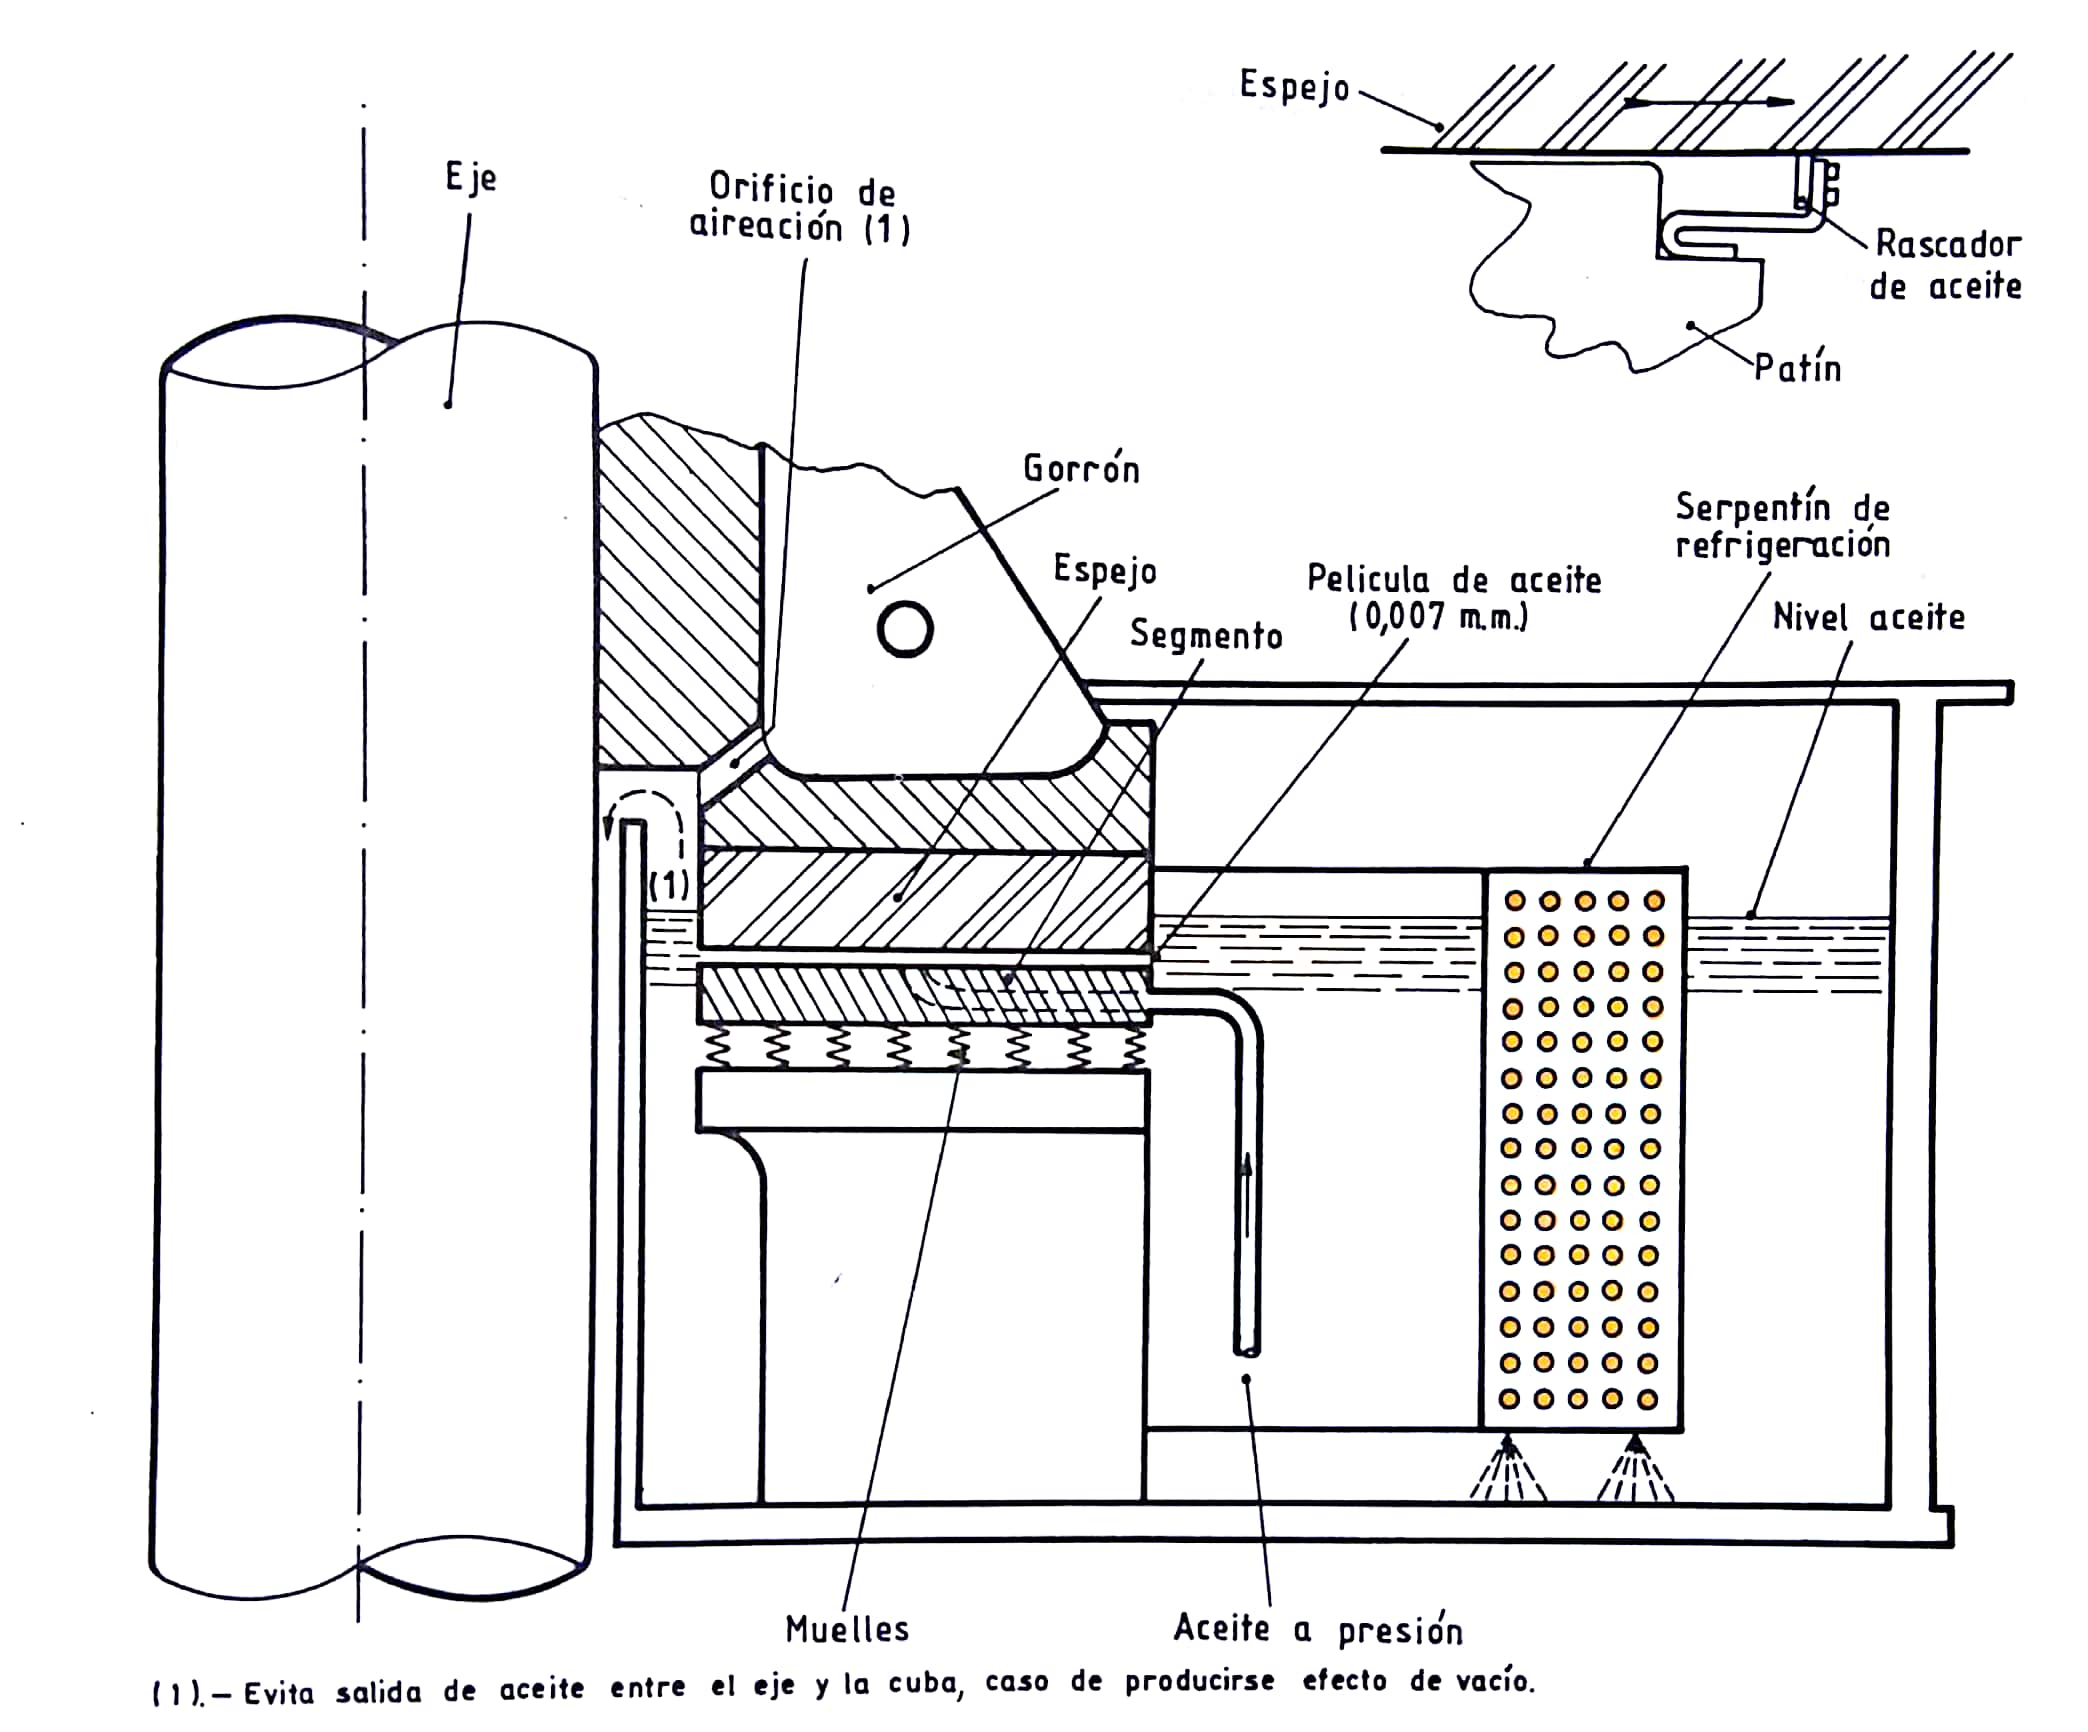 Espejo
Rascador
de aceite
Patín
Eje
Orificio de
aireación (1)
Gorrón
Espejo
Segmento
Pelicula de aceite
(0,007 m.m.)
Serpentín de
refrigeración
Nivel aceite
(1)
Muelles
Aceite a presión
(1).- Evita salida de aceite entre el eje y la cuba, caso de producirse efecto de vacío.